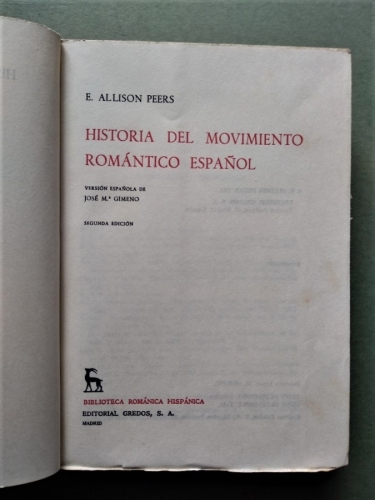 E. ALLISON PEERS
HISTORIA DEL MOVIMIENTO
ROMÁNTICO ESPAÑOL
VERSIÓN ESPAÑOLA DE
JOSÉ M.ª GIMENO
SEGUNDA EDICIÓN
BIBLIOTECA ROMÁNICA HISPÁNICA
EDITORIAL GREDOS, S. A.
MADRID